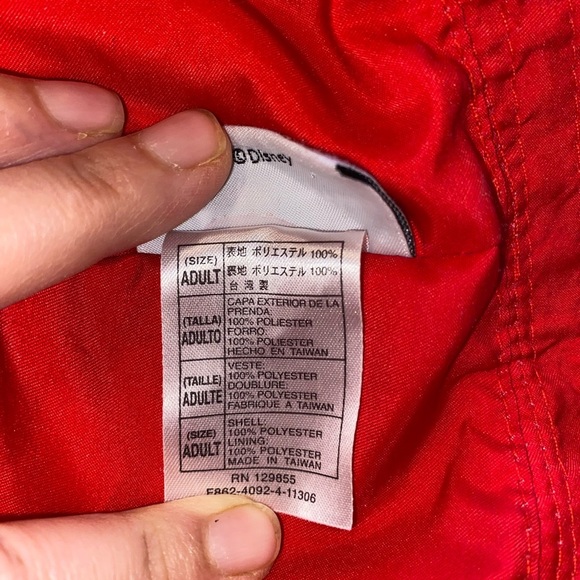 © Disney
(SIZE)
ADULT
表地 ポリエステル 100%
裏地 ポリエステル 100%
台 湾 製
(TALLA)
ADULTO
CAPA EXTERIOR DE LA
PRENDA:
100% POLIESTER
FORRO:
100% POLIESTER
HECHO EN TAIWAN
(TAILLE)
ADULTE
VESTE:
100% POLYESTER
DOUBLURE:
100% POLYESTER
FABRIQUE A TAIWAN
(SIZE)
ADULT
SHELL:
100% POLYESTER
LINING:
100% POLYESTER
MADE IN TAIWAN
RN 129855
F862-4092-4-11306